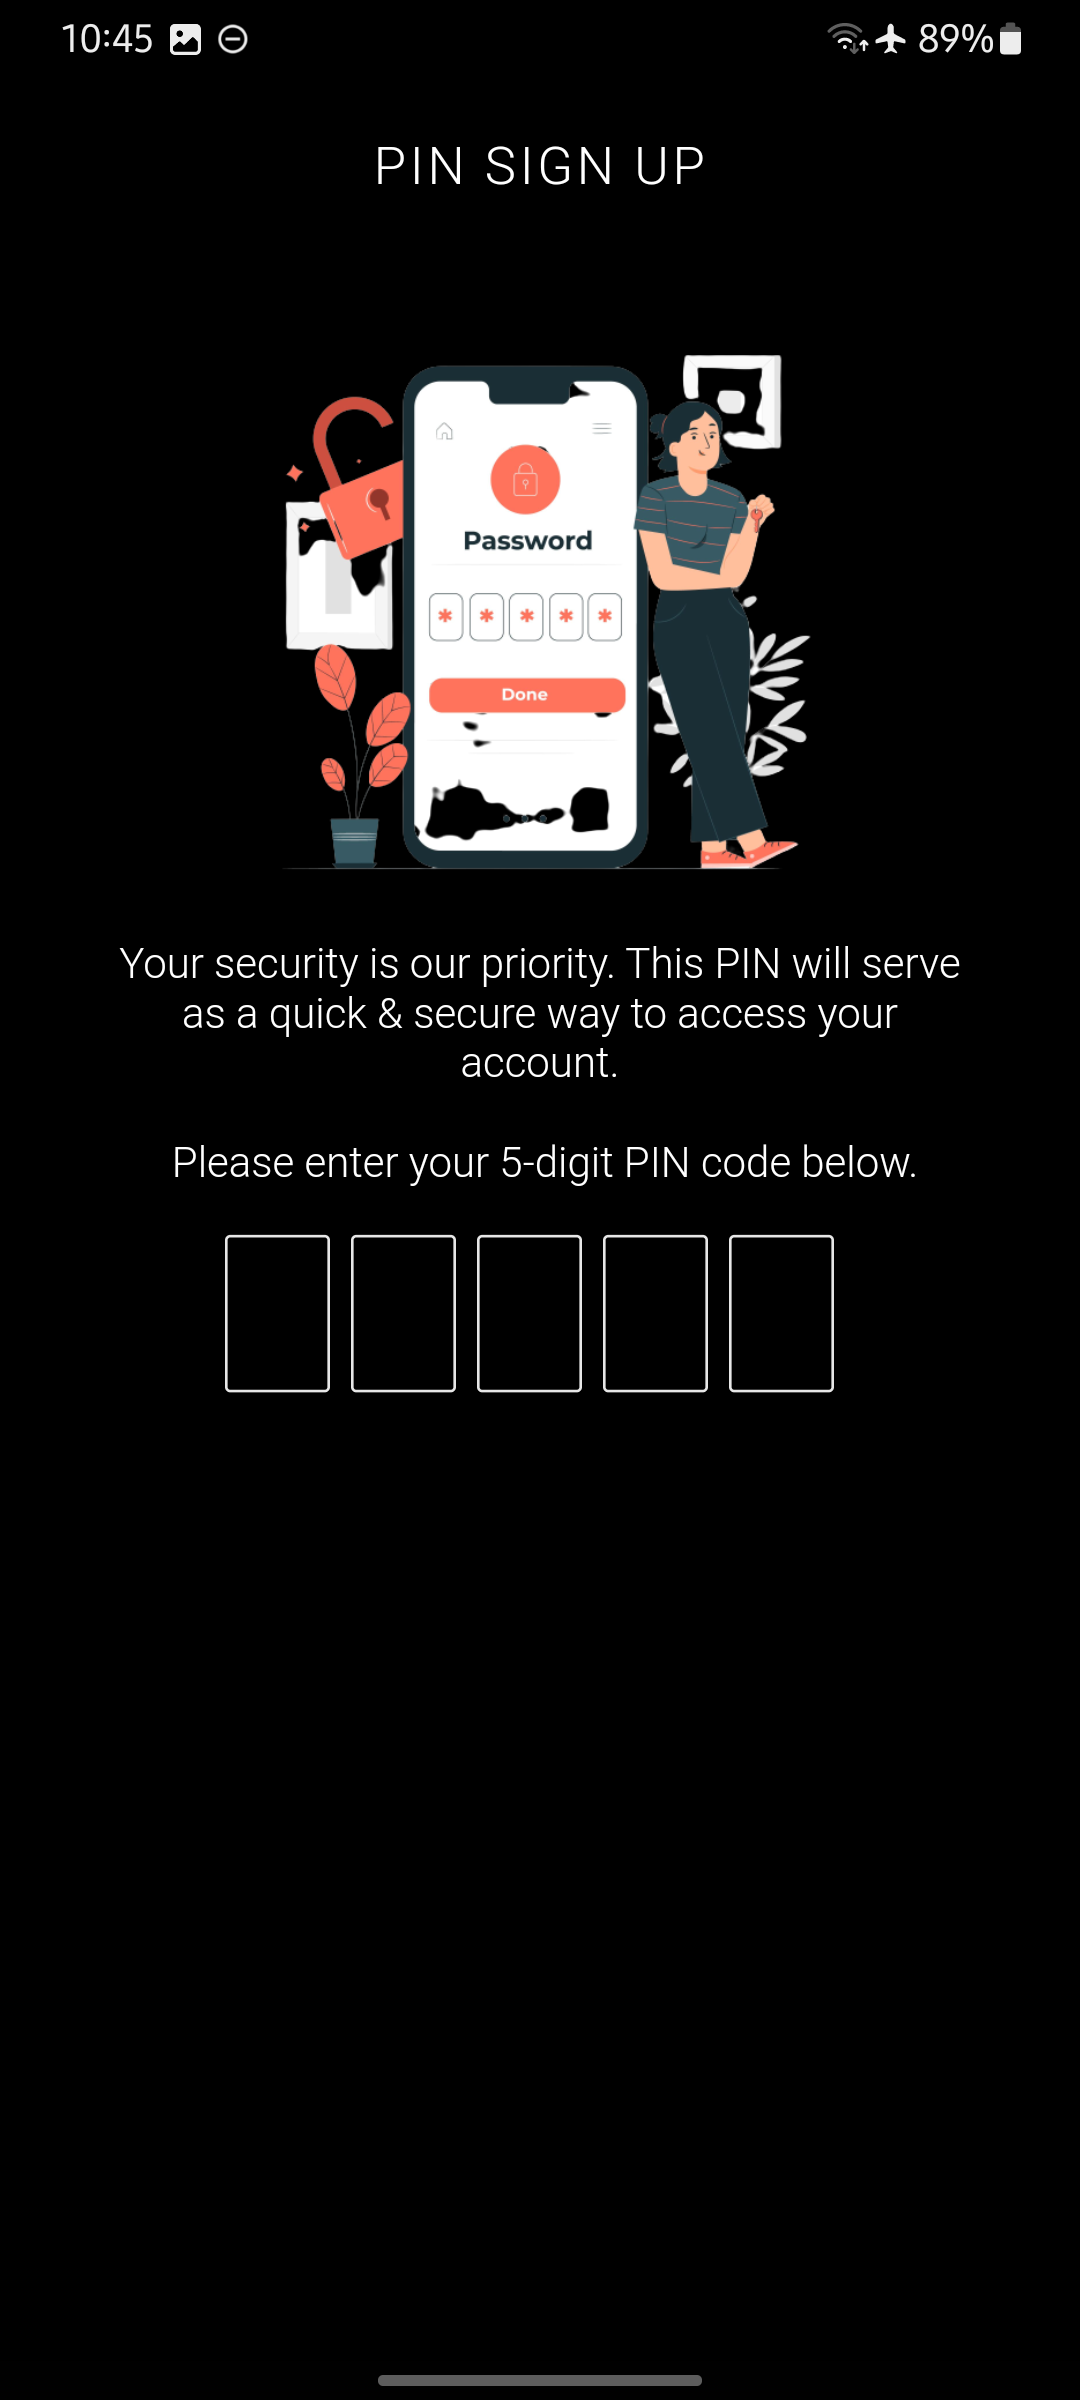 10:45
89%
PIN SIGN UP
Password
* * * * *
Done
Your security is our priority. This PIN will serve
as a quick & secure way to access your
account.
Please enter your 5-digit PIN code below.